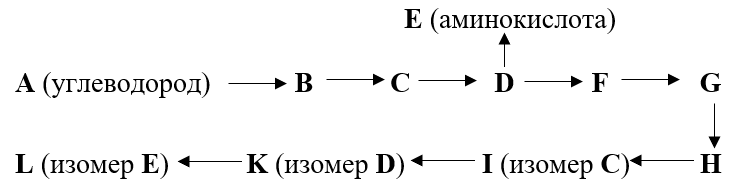 E (аминокислота)
A (углеводород) B C D F G
L (изомер E) K (изомер D) I (изомер C) H